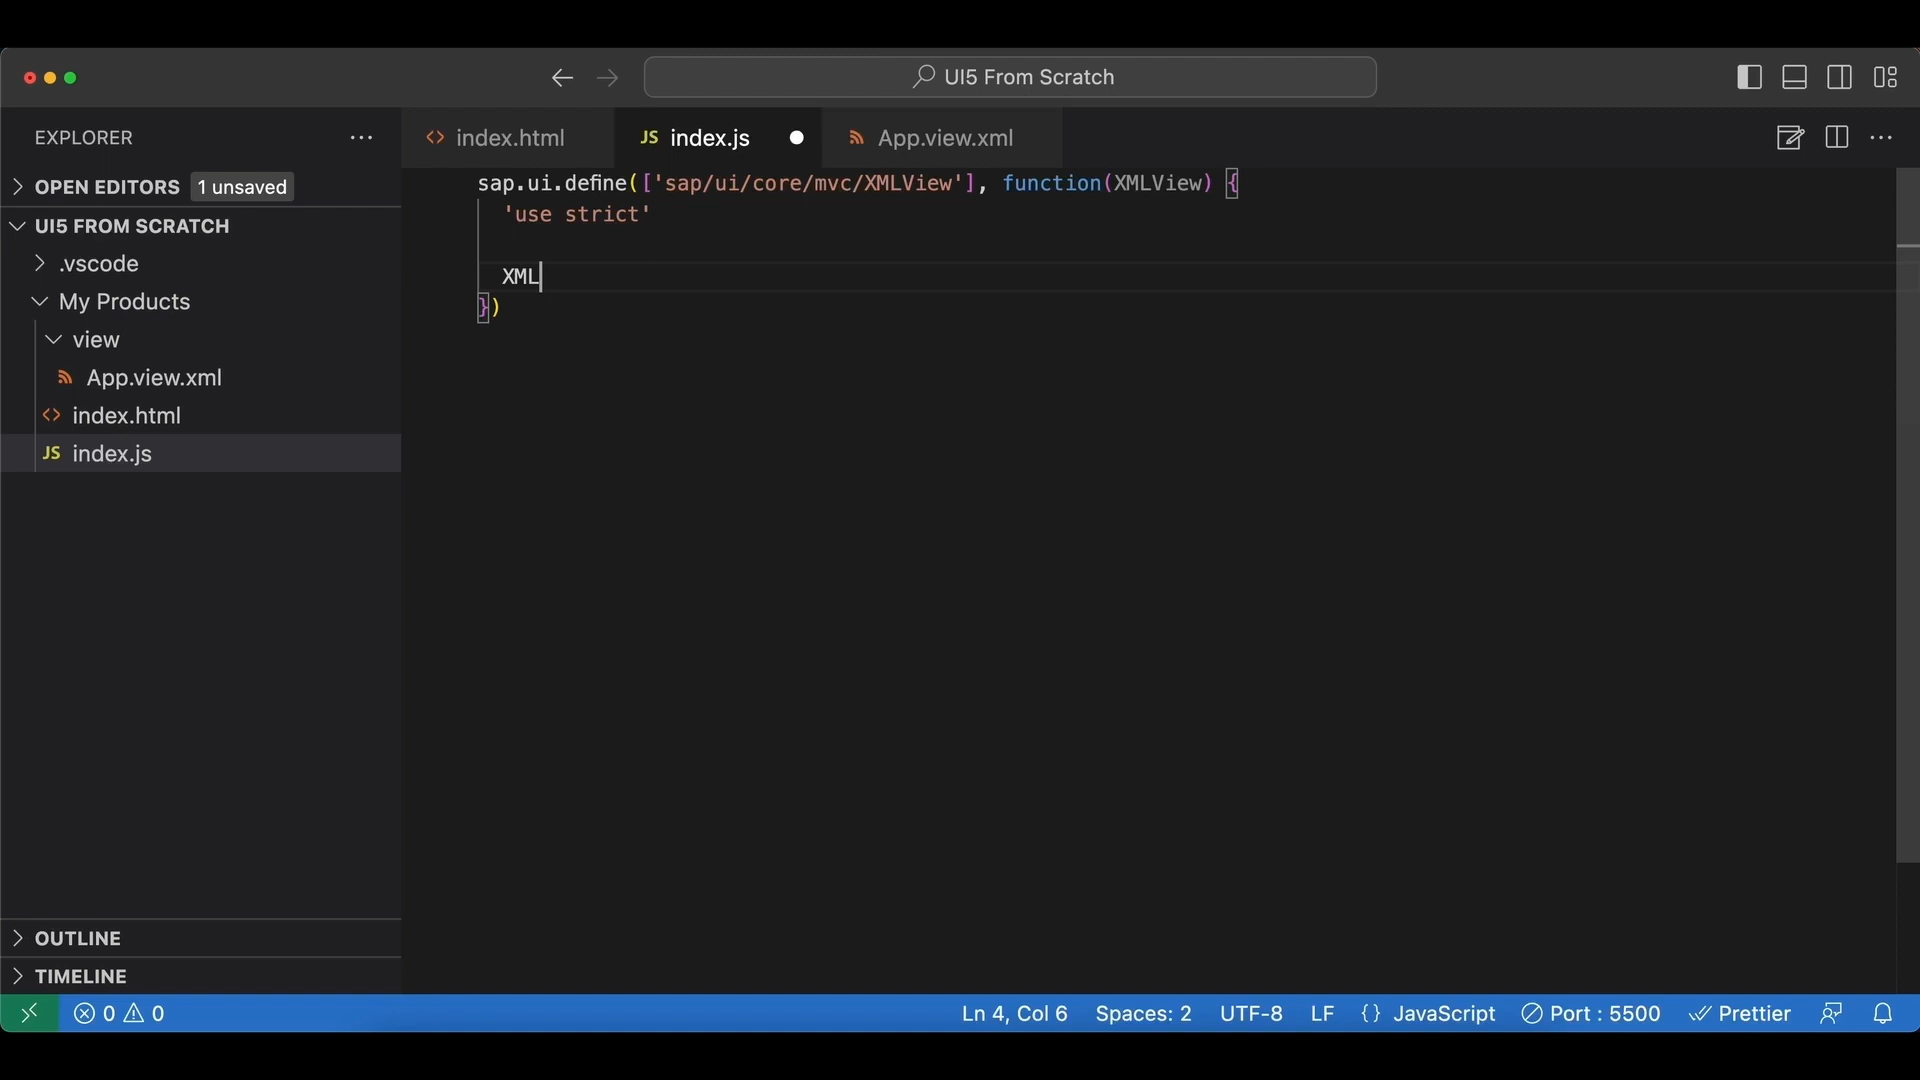 UI5 From Scratch
EXPLORER
index.html
JS index.js
App.view.xml
OPEN EDITORS 1 unsaved
UI5 FROM SCRATCH
.vscode
My Products
view
App.view.xml
index.html
JS index.js
sap.ui.define(['sap/ui/core/mvc/XMLView'], function(XMLView) {
'use strict'
XML
})
OUTLINE
TIMELINE
0 0 Ln 4, Col 6 Spaces: 2 UTF-8 LF {} JavaScript Port : 5500 Prettier